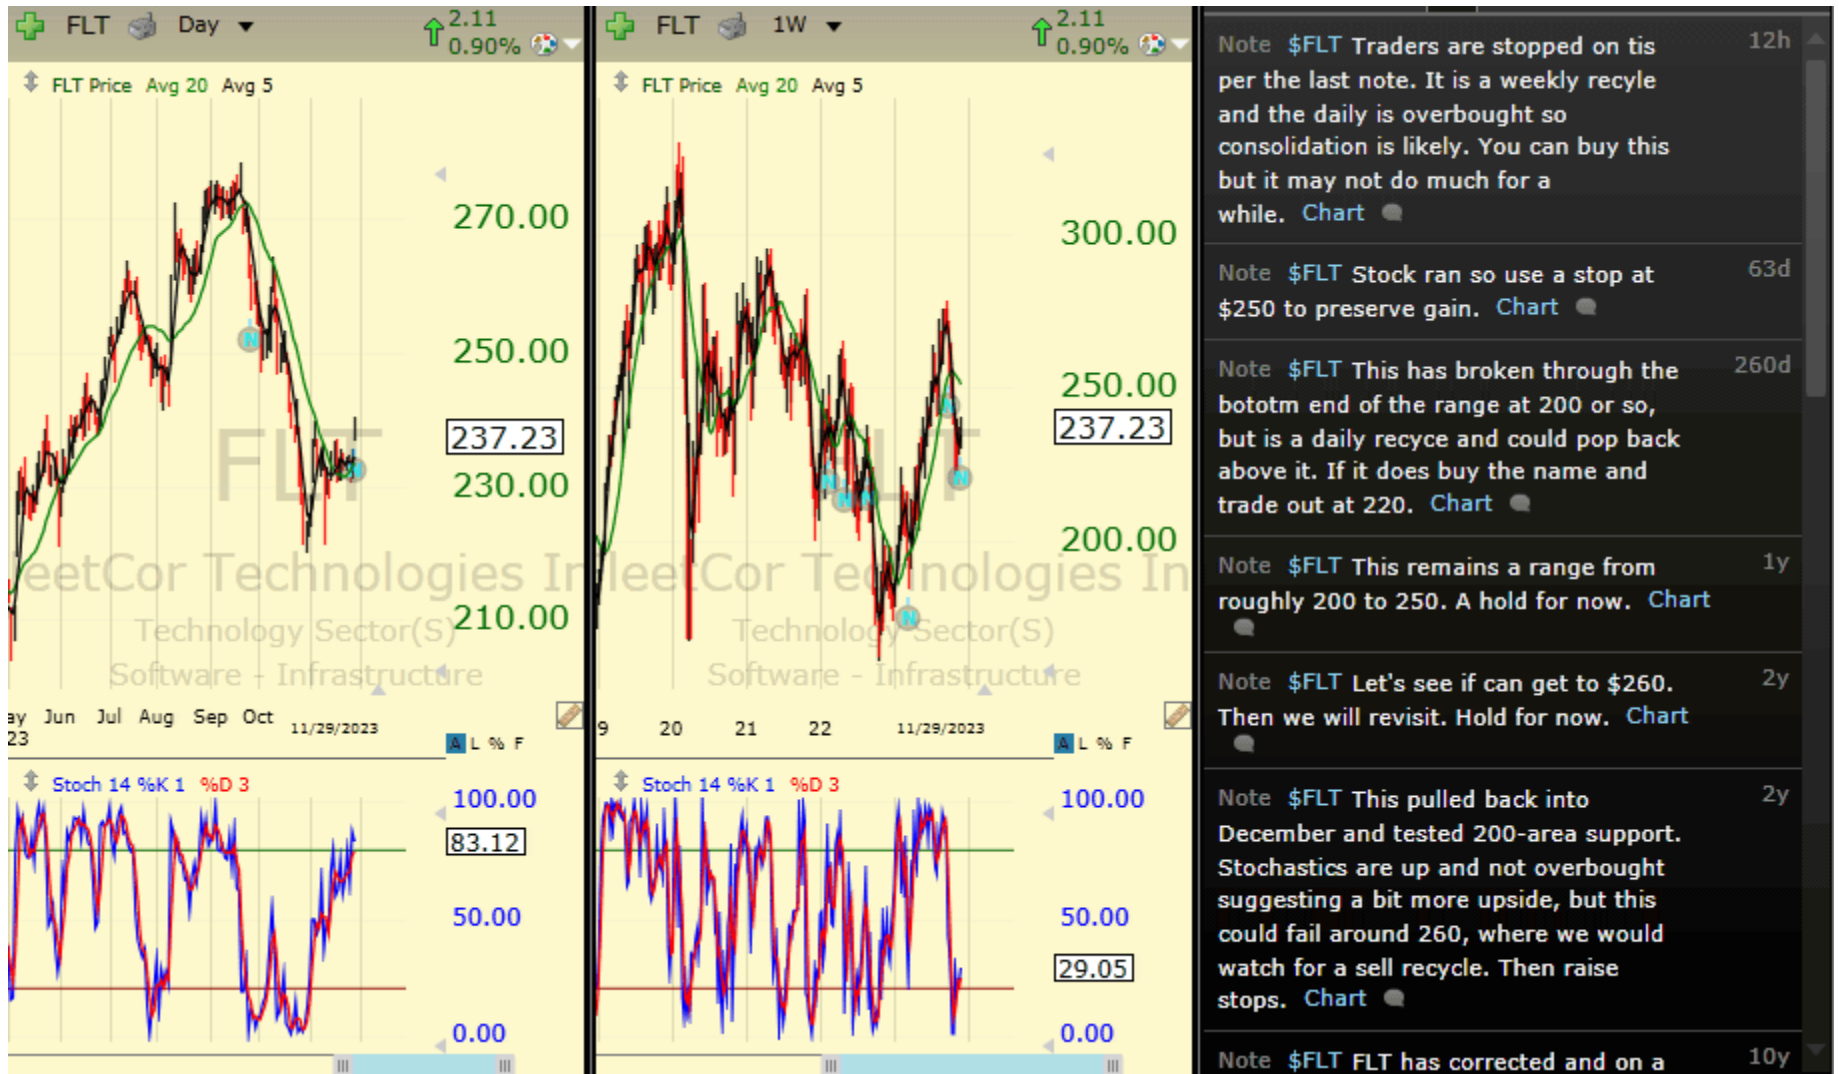 FLT Day
2.11
0.90%
FLT Price Avg 20 Avg 5
270.00
250.00
237.23
230.00
210.00
FLT
leetCor Technologies In
Technology Sector(S)
Software - Infrastructure
N
N
ay Jun Jul Aug Sep Oct 11/29/2023
23
A L % F
Stoch 14 %K 1 %D 3
100.00
83.12
50.00
0.00
FLT 1W
2.11
0.90%
FLT Price Avg 20 Avg 5
300.00
250.00
237.23
200.00
FLT
leetCor Technologies In
Technology Sector(S)
Software - Infrastructure
N
N
N
N
N
N
9 20 21 22 11/29/2023
A L % F
Stoch 14 %K 1 %D 3
100.00
50.00
29.05
0.00
Note $FLT Traders are stopped on tis 12h
per the last note. It is a weekly recyle
and the daily is overbought so
consolidation is likely. You can buy this
but it may not do much for a
while. Chart
Note $FLT Stock ran so use a stop at 63d
$250 to preserve gain. Chart
Note $FLT This has broken through the 260d
bototm end of the range at 200 or so,
but is a daily recyce and could pop back
above it. If it does buy the name and
trade out at 220. Chart
Note $FLT This remains a range from 1y
roughly 200 to 250. A hold for now. Chart
Note $FLT Let's see if can get to $260. 2y
Then we will revisit. Hold for now. Chart
Note $FLT This pulled back into 2y
December and tested 200-area support.
Stochastics are up and not overbought
suggesting a bit more upside, but this
could fail around 260, where we would
watch for a sell recycle. Then raise
stops. Chart
Note $FLT FLT has corrected and on a 10y